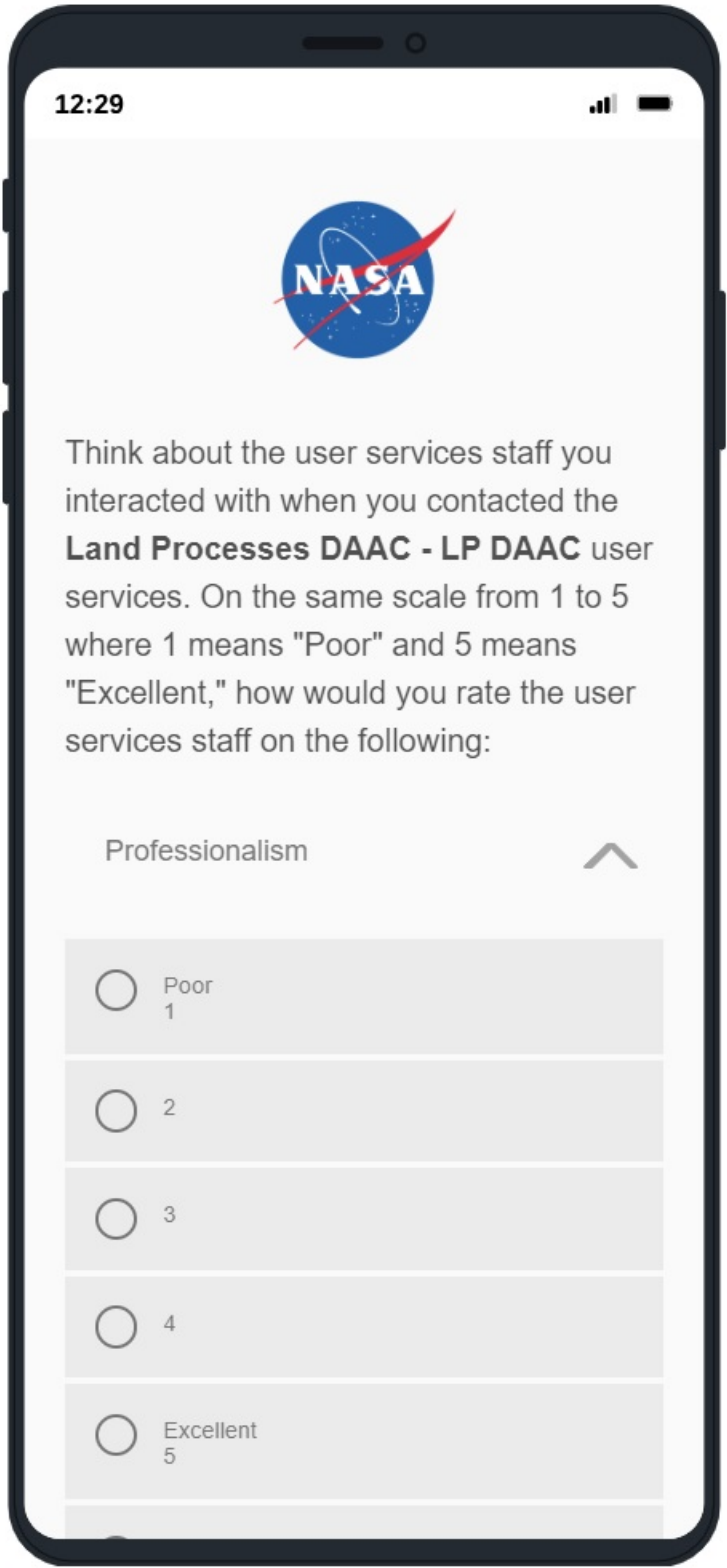 12:29
NASA
Think about the user services staff you
interacted with when you contacted the
Land Processes DAAC - LP DAAC user
services. On the same scale from 1 to 5
where 1 means "Poor" and 5 means
"Excellent," how would you rate the user
services staff on the following:
Professionalism
Poor
1
2
3
4
Excellent
5